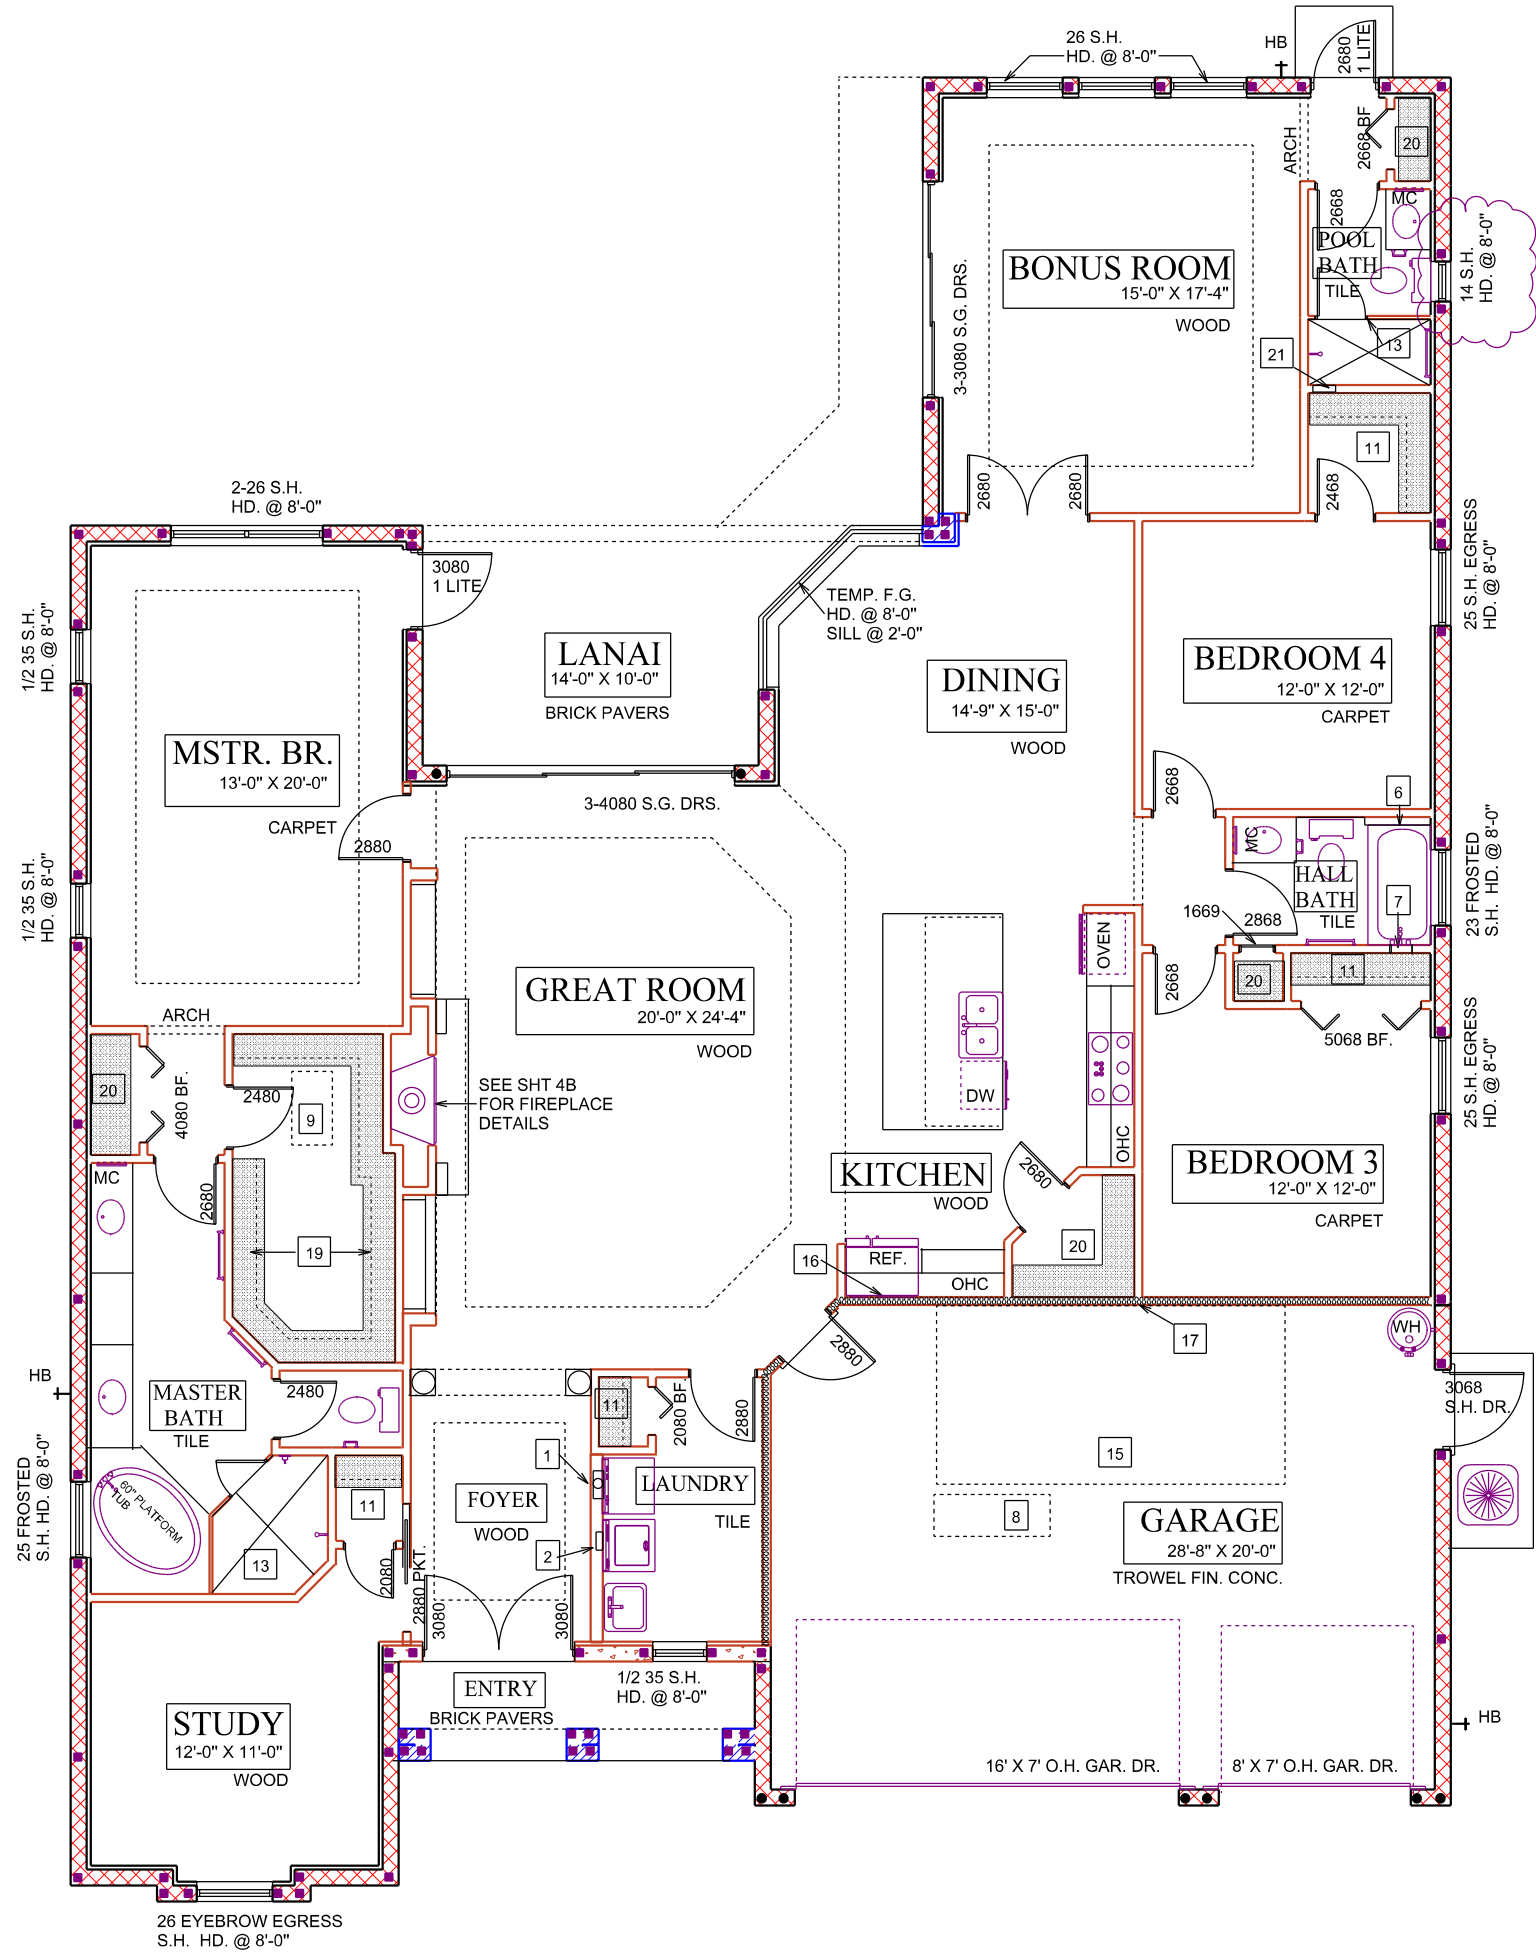 26 S.H.
HD. @ 8'-0"
HB
2680
1 LITE
ARCH
2668 BF
20
MC
2668
POOL
BATH
TILE
14 S.H.
HD. @ 8'-0"
BONUS ROOM
15'-0" X 17'-4"
WOOD
3-3080 S.G. DRS.
13
21
11
2680
2680
2468
2-26 S.H.
HD. @ 8'-0"
3080
1 LITE
TEMP. F.G.
HD. @ 8'-0"
SILL @ 2'-0"
25 S.H. EGRESS
HD. @ 8'-0"
1/2 35 S.H.
HD. @ 8'-0"
LANAI
14'-0" X 10'-0"
BRICK PAVERS
DINING
14'-9" X 15'-0"
WOOD
BEDROOM 4
12'-0" X 12'-0"
CARPET
MSTR. BR.
13'-0" X 20'-0"
CARPET
2880
3-4080 S.G. DRS.
2668
6
MC
HALL
BATH
TILE
7
23 FROSTED
S.H. HD. @ 8'-0"
1/2 35 S.H.
HD. @ 8'-0"
1669
2868
OVEN
2668
20
11
5068 BF.
GREAT ROOM
20'-0" X 24'-4"
WOOD
ARCH
25 S.H. EGRESS
HD. @ 8'-0"
20
4080 BF.
2480
9
SEE SHT 4B
FOR FIREPLACE
DETAILS
DW
OHC
KITCHEN
WOOD
2680
BEDROOM 3
12'-0" X 12'-0"
CARPET
MC
2680
19
16
REF.
OHC
20
17
WH
2880
HB
MASTER
BATH
TILE
2480
11
2080 BF.
2880
3068
S.H. DR.
25 FROSTED
S.H. HD. @ 8'-0"
60" PLATFORM
TUB
13
11
2080
2880 PKT.
FOYER
WOOD
1
2
LAUNDRY
TILE
15
8
GARAGE
28'-8" X 20'-0"
TROWEL FIN. CONC.
3080
3080
ENTRY
BRICK PAVERS
1/2 35 S.H.
HD. @ 8'-0"
STUDY
12'-0" X 11'-0"
WOOD
16' X 7' O.H. GAR. DR.
8' X 7' O.H. GAR. DR.
HB
26 EYEBROW EGRESS
S.H. HD. @ 8'-0"